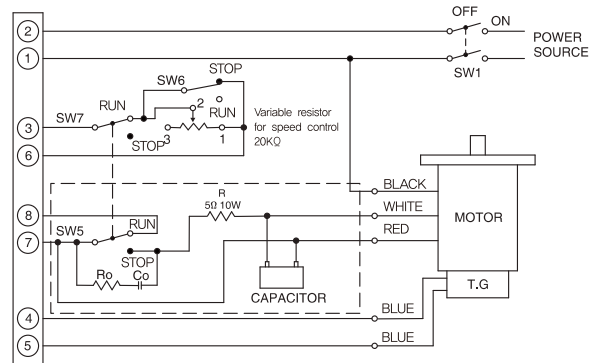 OFF
ON
2
POWER
SOURCE
1
SW1
STOP
SW6
RUN
2
RUN
Variable resistor
for speed control
20KΩ
SW7
3
STOP
3
1
6
BLACK
R
5Ω 10W
WHITE
MOTOR
8
RUN
RED
SW5
7
STOP
Ro
Co
CAPACITOR
T.G
BLUE
4
BLUE
5